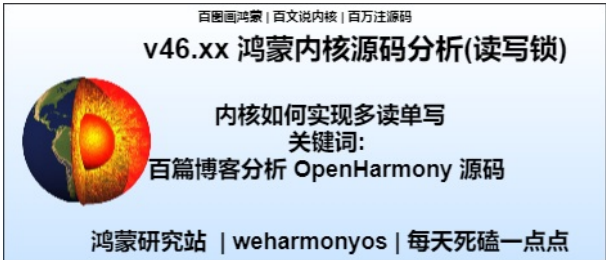 百图画鸿蒙 | 百文说内核 | 百万注源码
v46.xx 鸿蒙内核源码分析(读写锁)
内核如何实现多读单写
关键词:
百篇博客分析 OpenHarmony 源码
鸿蒙研究站 | weharmonyos | 每天死磕一点点